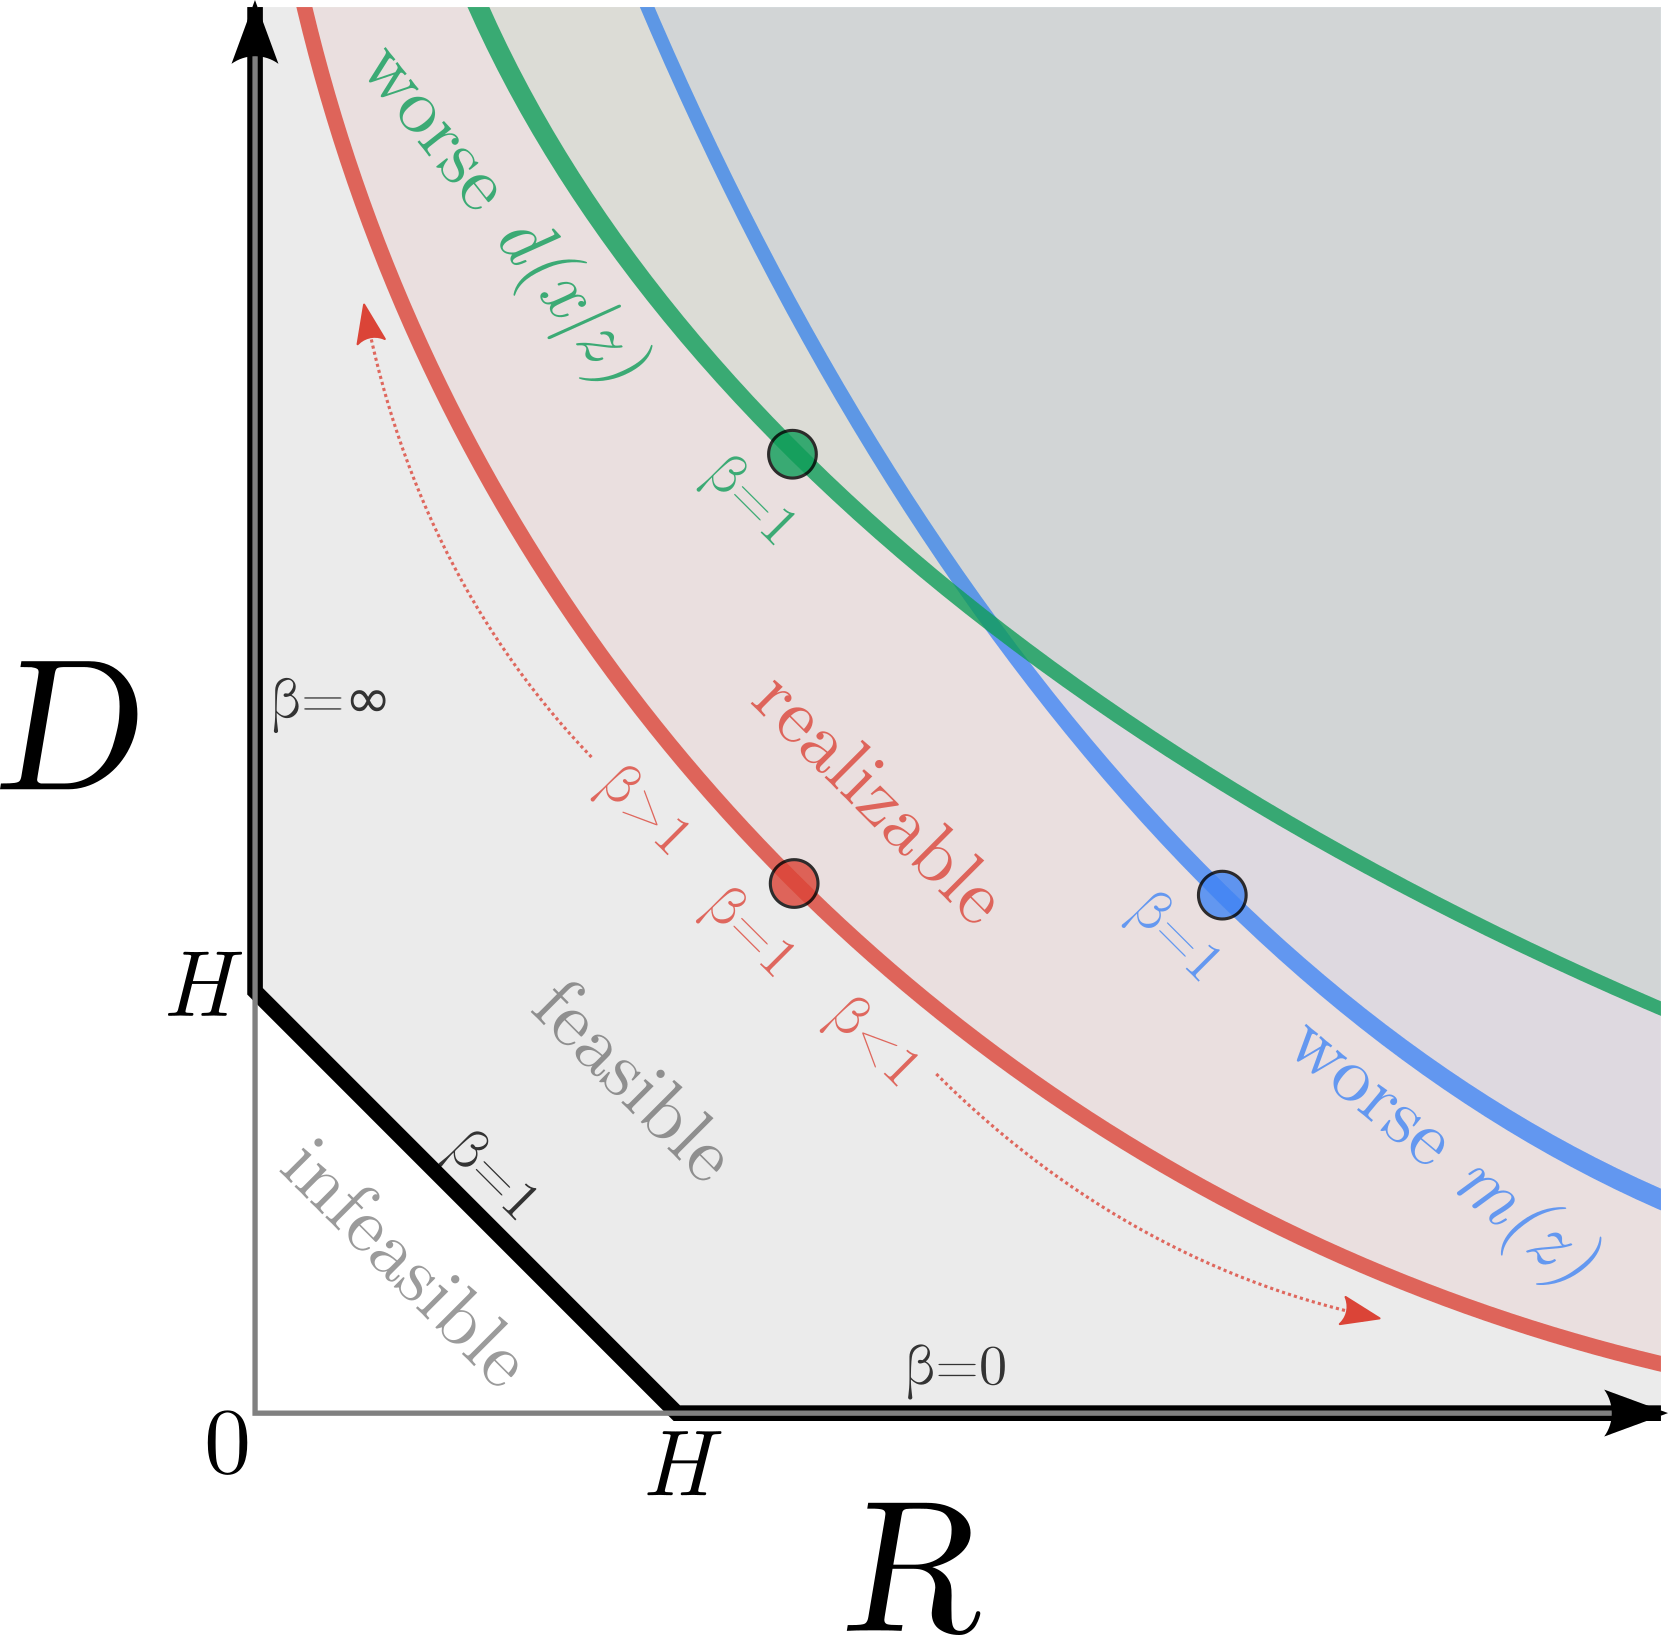 worse d(x|z)
β=1
D
β=∞
realizable
β>1
β=1
β=1
H
feasible
β<1
worse m(z)
β=1
infeasible
β=0
0
H
R